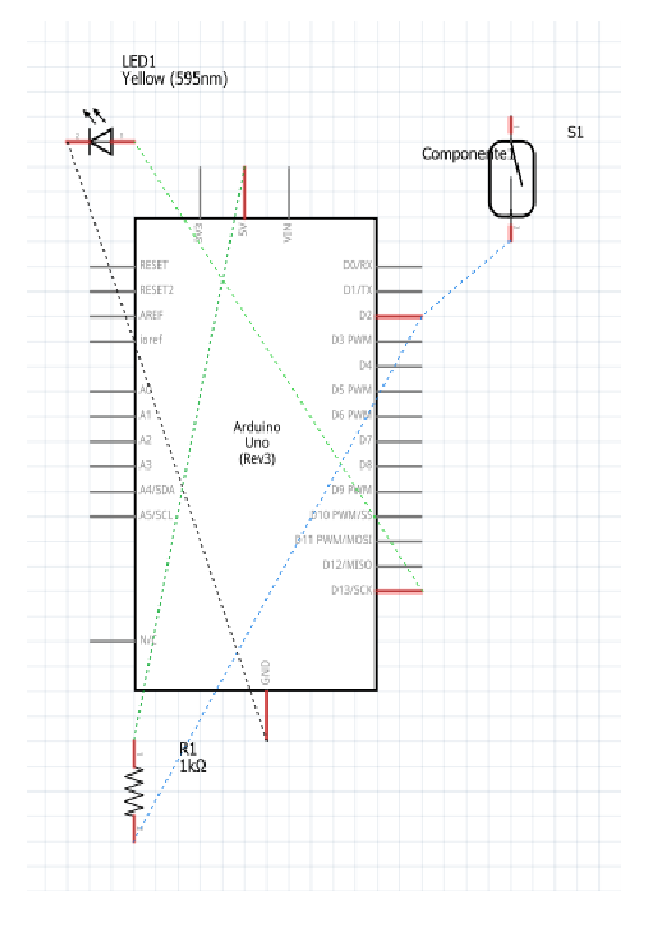 LED1
Yellow (595nm)
S1
Componente1
3V3
5V
VIN
RESET
RESET2
AREF
ioref
A0
A1
A2
A3
A4/SDA
A5/SCL
N/C
D0/RX
D1/TX
D2
D3 PWM
D4
D5 PWM
D6 PWM
D7
D8
D9 PWM
D10 PWM/SS
D11 PWM/MOSI
D12/MISO
D13/SCK
Arduino
Uno
(Rev3)
GND
R1
1kΩ